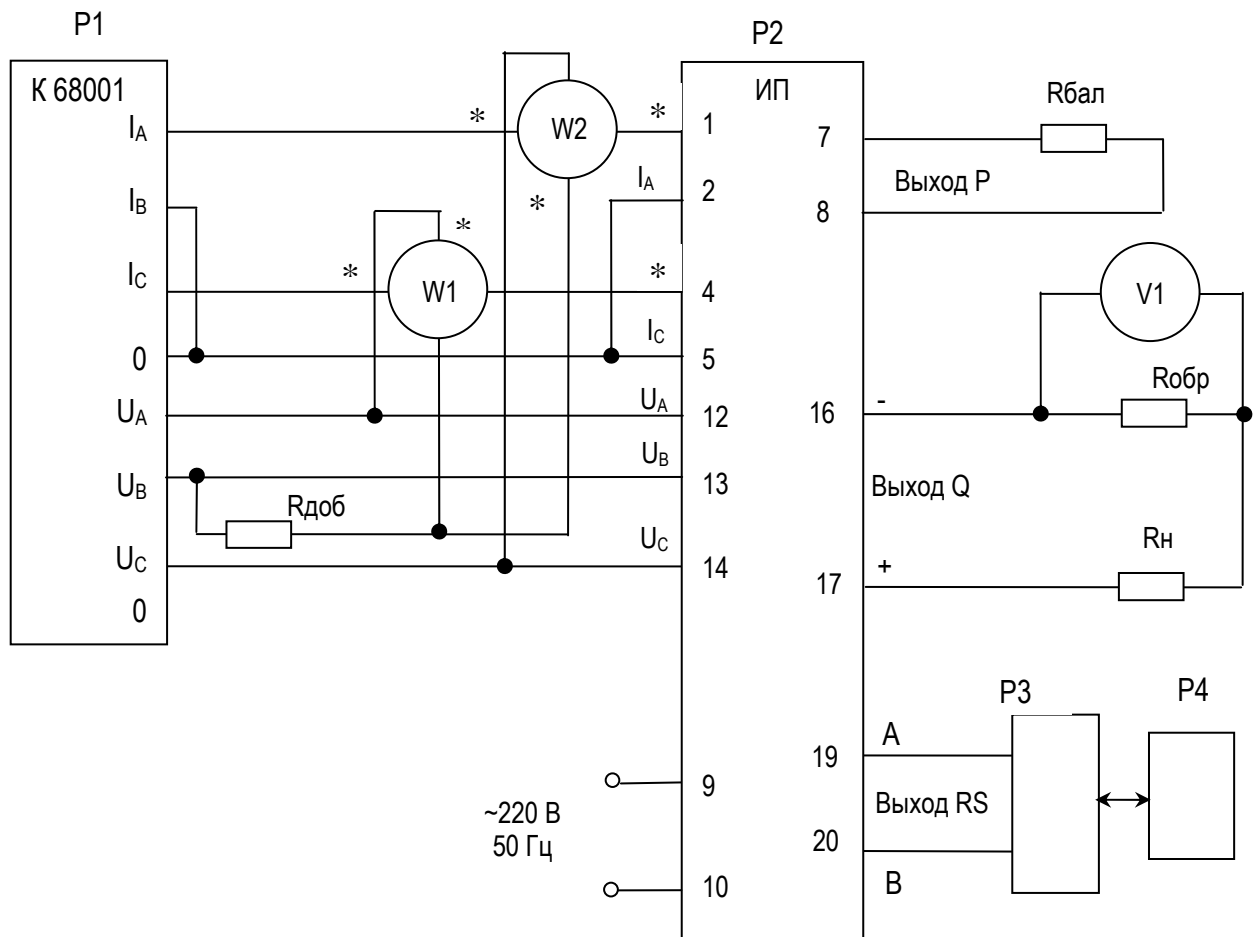 P1
P2
К 68001
ИП
IA
*
W2
*
1
7
Rбал
Выход P
IB
IA
2
*
8
*
IC
*
W1
*
4
V1
0
IC
5
Rобр
UA
UA
12
16
-
UB
UB
13
Выход Q
Rдоб
UC
UC
14
Rн
17
+
0
P3
P4
19
A
~220 В
50 Гц
9
Выход RS
20
10
B